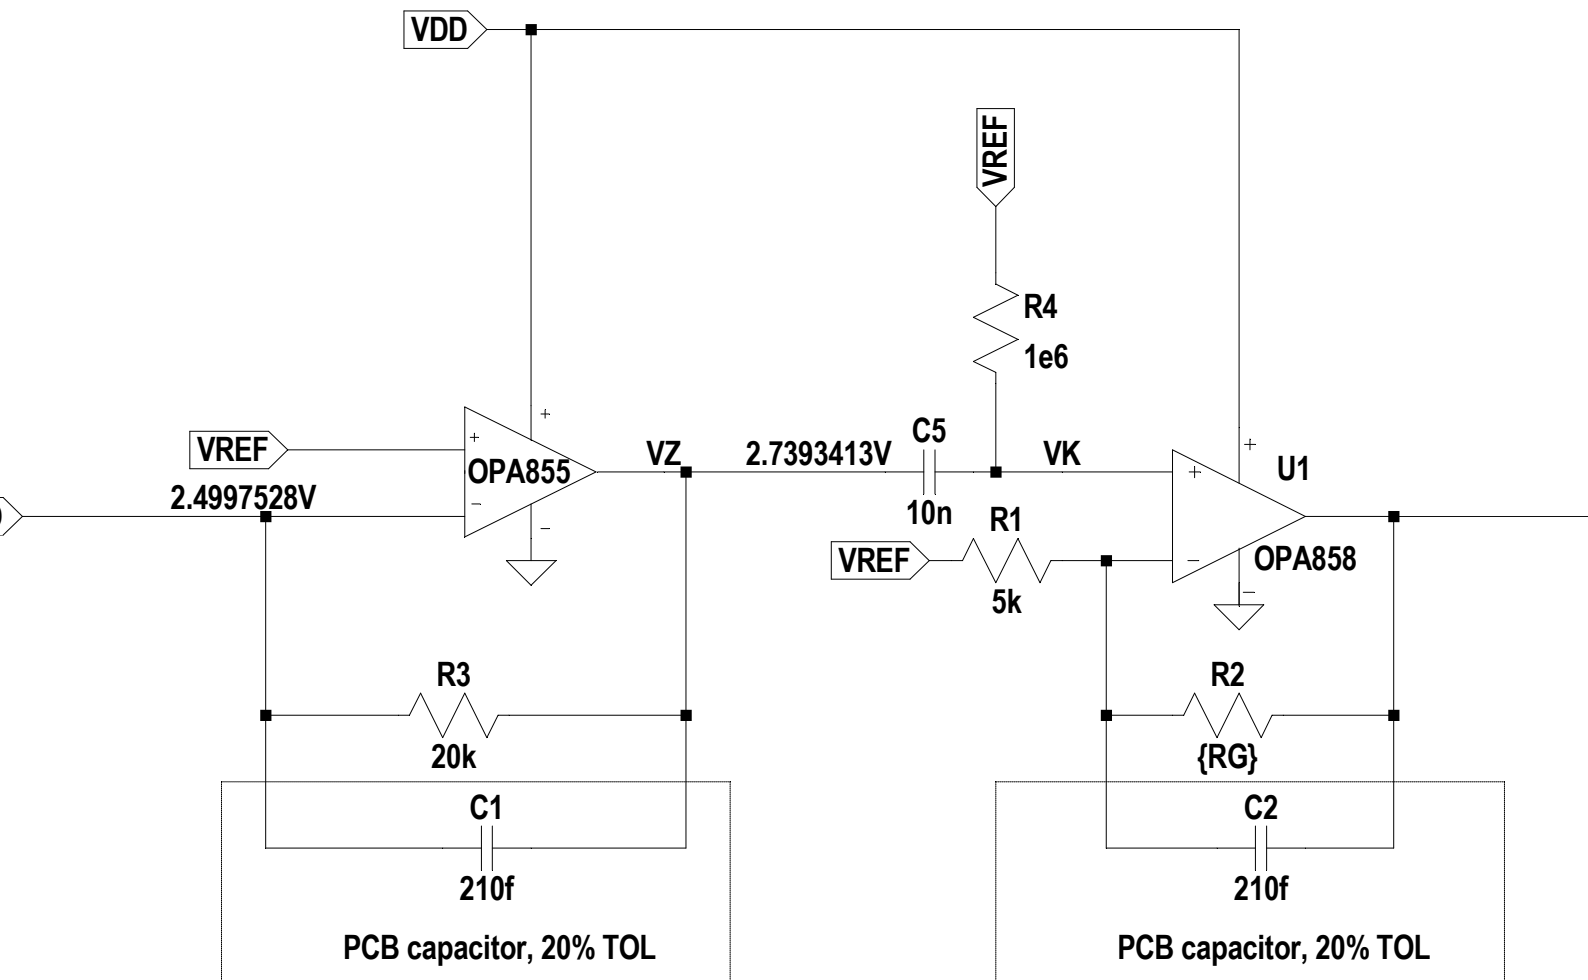 VDD
VREF
R4
1e6
VREF
OPA855
2.4997528V
VZ
2.7393413V
C5
10n
VK
U1
OPA858
VREF
R1
5k
R3
20k
R2
{RG}
C1
210f
PCB capacitor, 20% TOL
C2
210f
PCB capacitor, 20% TOL